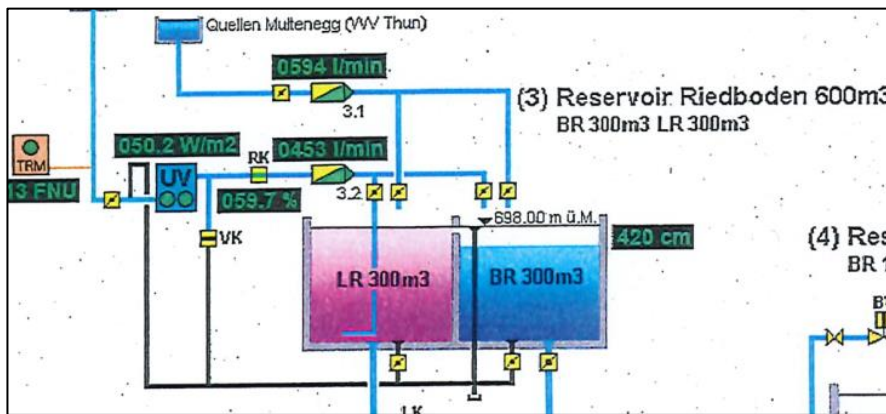 Quellen Multenegg (WV Thun)
0594 l/min
3.1
(3) Reservoir Riedboden 600m3
BR 300m3 LR 300m3
050.2 W/m2
RK
0453 l/min
TRM
UV
13 FNU
059.7 %
3.2
VK
698.00 m ü.M.
420 cm
LR 300m3
BR 300m3
(4) Res
BR 1